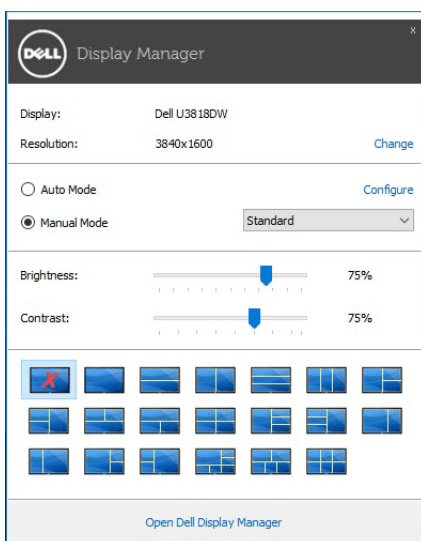 x
DELL Display Manager
Display: Dell U3818DW
Resolution: 3840x1600 Change
Auto Mode Configure
Manual Mode Standard
Brightness: 75%
Contrast: 75%
Open Dell Display Manager